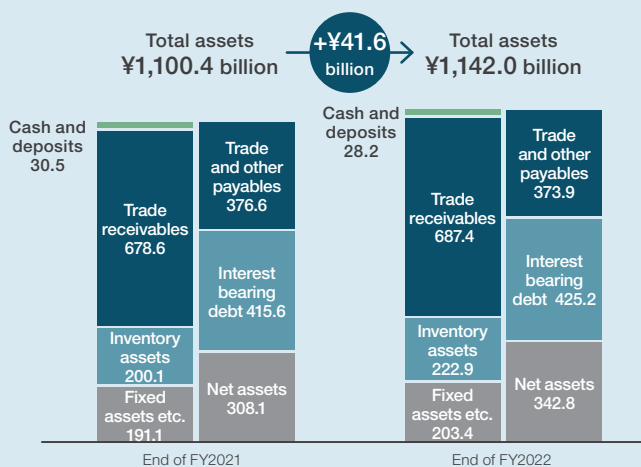 Total assets
¥1,100.4 billion
+¥41.6
billion
Total assets
¥1,142.0 billion
Cash and
deposits
30.5
Trade
receivables
678.6
Inventory
assets
200.1
Fixed
assets etc.
191.1
Trade
and other
payables
376.6
Interest
bearing
debt 415.6
Net assets
308.1
End of FY2021
Cash and
deposits
28.2
Trade
receivables
687.4
Inventory
assets
222.9
Fixed
assets etc.
203.4
Trade
and other
payables
373.9
Interest
bearing
debt 425.2
Net assets
342.8
End of FY2022